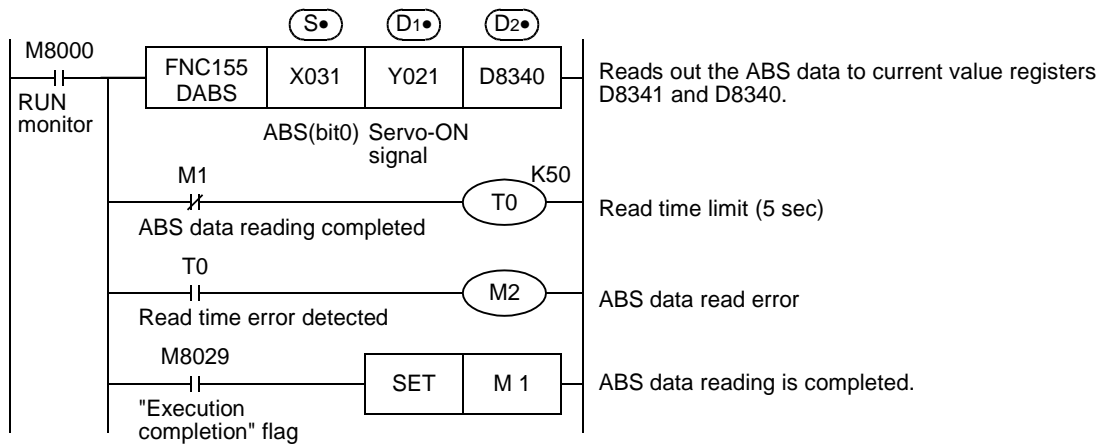 S• D1• D2•
M8000
RUN
monitor
FNC155
DABS
X031
Y021
D8340
Reads out the ABS data to current value registers
D8341 and D8340.
ABS(bit0)
Servo-ON
signal
M1
K50
T0
ABS data reading completed
Read time limit (5 sec)
T0
M2
Read time error detected
ABS data read error
M8029
SET
M 1
"Execution
completion" flag
ABS data reading is completed.